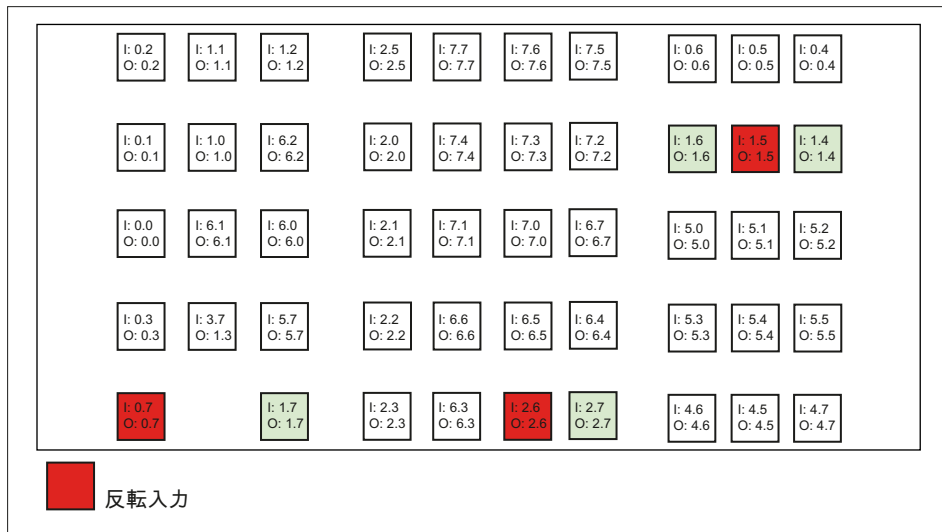 I: 0.2 I: 1.1 I: 1.2 I: 2.5 I: 7.7 I: 7.6 I: 7.5 I: 0.6 I: 0.5 I: 0.4
O: 0.2 O: 1.1 O: 1.2 O: 2.5 O: 7.7 O: 7.6 O: 7.5 O: 0.6 O: 0.5 O: 0.4
I: 0.1 I: 1.0 I: 6.2 I: 2.0 I: 7.4 I: 7.3 I: 7.2 I: 1.6 I: 1.5 I: 1.4
O: 0.1 O: 1.0 O: 6.2 O: 2.0 O: 7.4 O: 7.3 O: 7.2 O: 1.6 O: 1.5 O: 1.4
I: 0.0 I: 6.1 I: 6.0 I: 2.1 I: 7.1 I: 7.0 I: 6.7 I: 5.0 I: 5.1 I: 5.2
O: 0.0 O: 6.1 O: 6.0 O: 2.1 O: 7.1 O: 7.0 O: 6.7 O: 5.0 O: 5.1 O: 5.2
I: 0.3 I: 3.7 I: 5.7 I: 2.2 I: 6.6 I: 6.5 I: 6.4 I: 5.3 I: 5.4 I: 5.5
O: 0.3 O: 1.3 O: 5.7 O: 2.2 O: 6.6 O: 6.5 O: 6.4 O: 5.3 O: 5.4 O: 5.5
I: 0.7 I: 1.7 I: 2.3 I: 6.3 I: 2.6 I: 2.7 I: 4.6 I: 4.5 I: 4.7
O: 0.7 O: 1.7 O: 2.3 O: 6.3 O: 2.6 O: 2.7 O: 4.6 O: 4.5 O: 4.7
反転入力